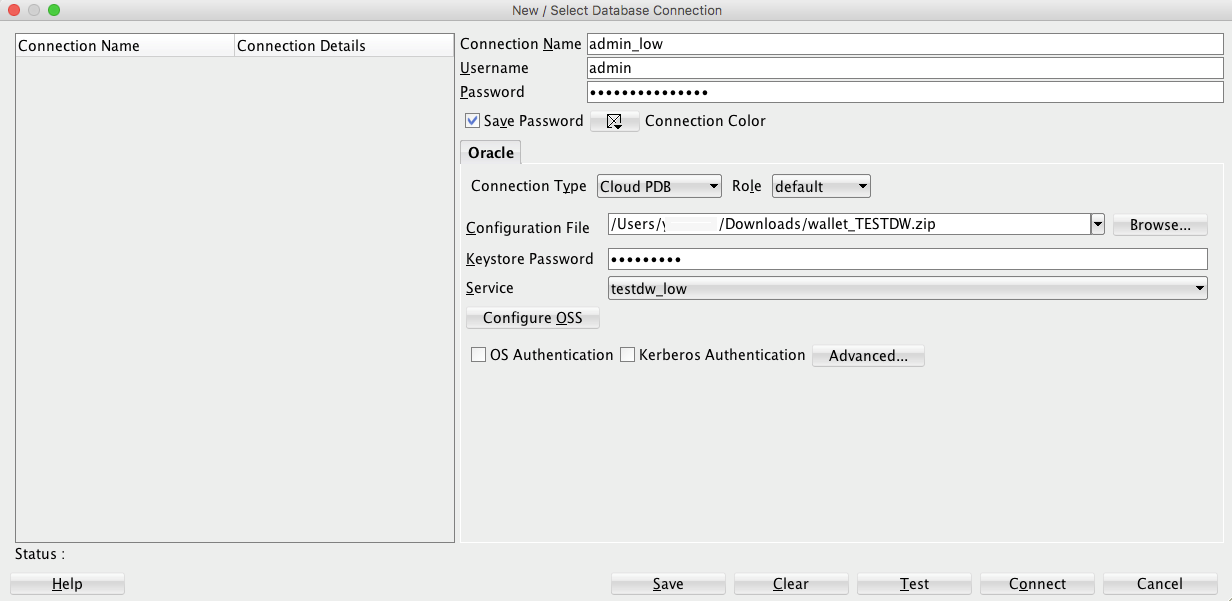 New / Select Database Connection
Connection Name Connection Details
Connection Name admin_low
Username admin
Password •••••••••••••••
Save Password Connection Color
Oracle
Connection Type Cloud PDB Role default
Configuration File /Users/y /Downloads/wallet_TESTDW.zip Browse...
Keystore Password •••••••••
Service testdw_low
Configure OSS
OS Authentication Kerberos Authentication Advanced...
Status :
Help Save Clear Test Connect Cancel